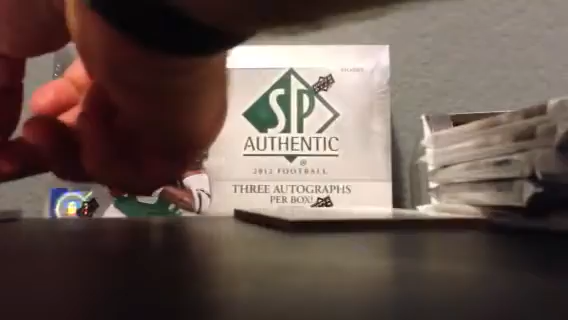 SP
AUTHENTIC
2012 FOOTBALL
THREE AUTOGRAPHS
PER BOX!